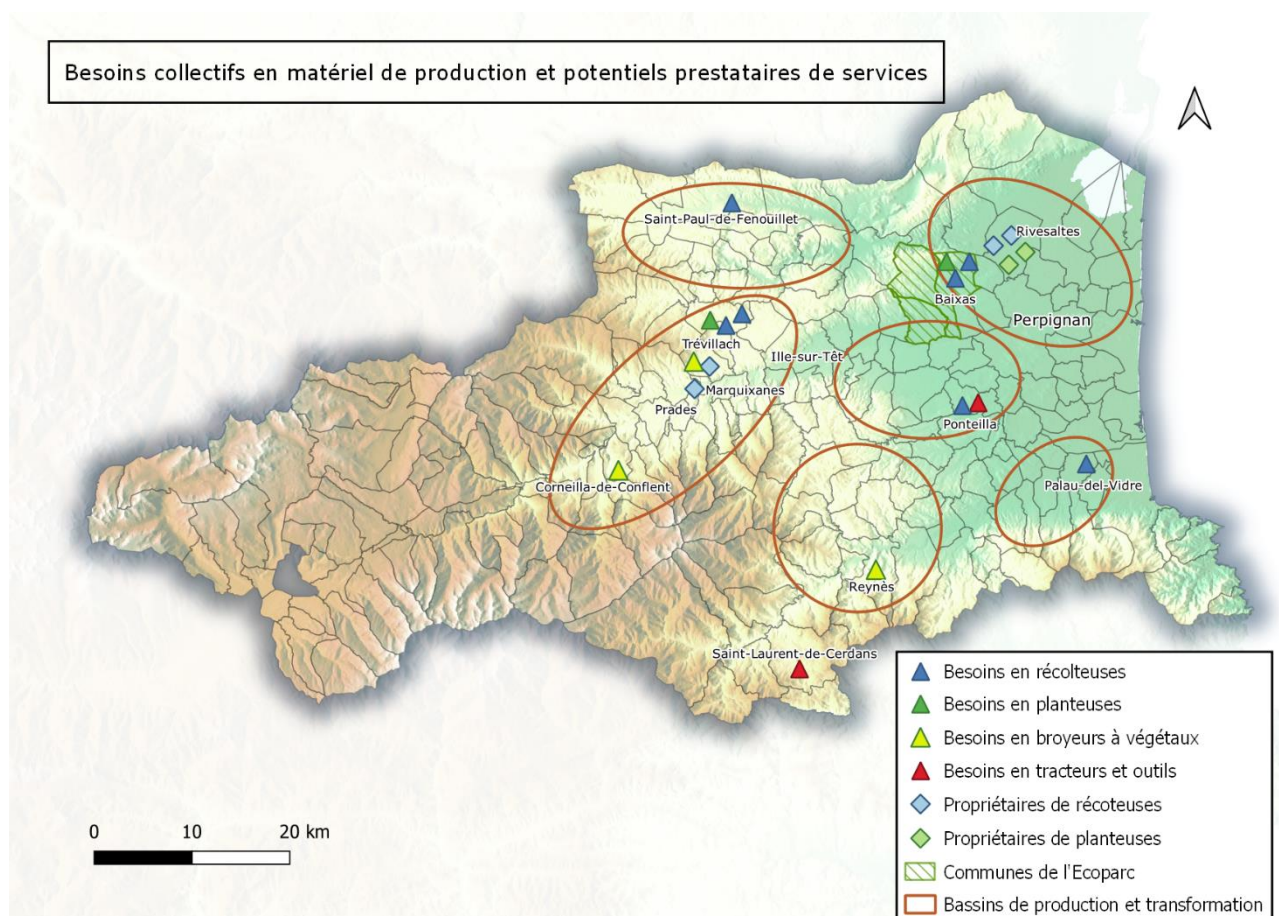 Besoins collectifs en matériel de production et potentiels prestataires de services
Saint-Paul-de-Fenouillet
Rivesaltes
Baixas
Perpignan
Trévillach
Ille-sur-Têt
Marquixanes
Prades
Ponteilla
Corneilla-de-Conflent
Palau-del-Vidre
Reynès
Saint-Laurent-de-Cerdans
Besoins en récolteuses
Besoins en planteuses
Besoins en broyeurs à végétaux
Besoins en tracteurs et outils
Propriétaires de récoteuses
Propriétaires de planteuses
Communes de l'Ecoparc
Bassins de production et transformation
0 10 20 km